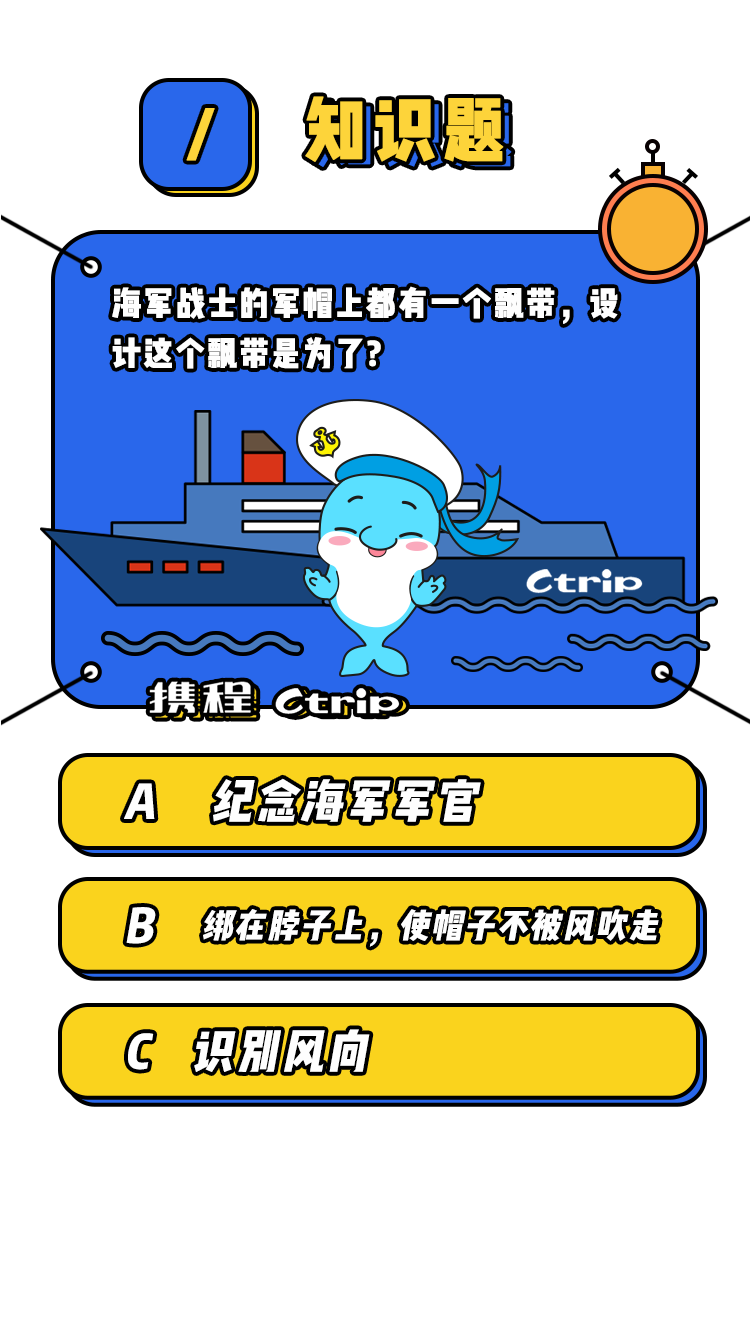 / 知识题
海军战士的军帽上都有一个飘带，设
计这个飘带是为了?
Ctrip
携程 Ctrip
A 纪念海军军官
B 绑在脖子上，使帽子不被风吹走
C 识别风向